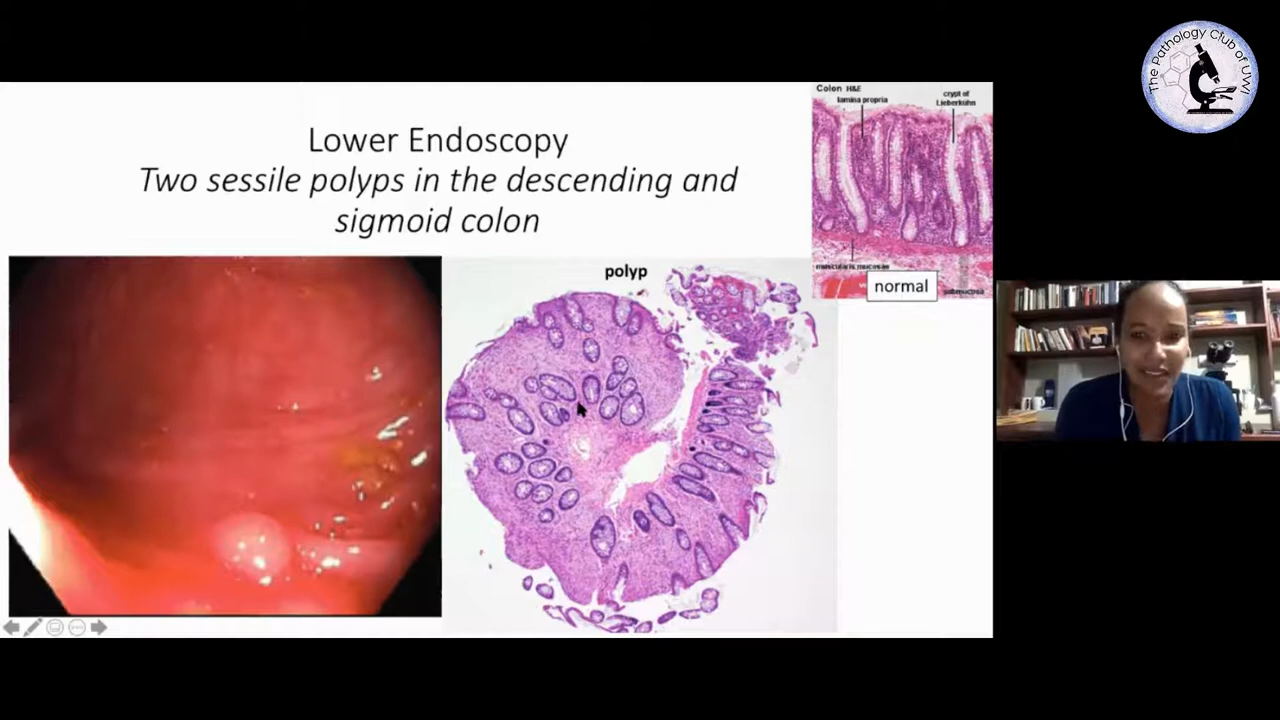 The Pathology Club of UWI
Lower Endoscopy
Two sessile polyps in the descending and
sigmoid colon
Colon H&E
lamina propria
crypt of
Lieberkuhn
muscularis mucosae
submucosa
normal
polyp